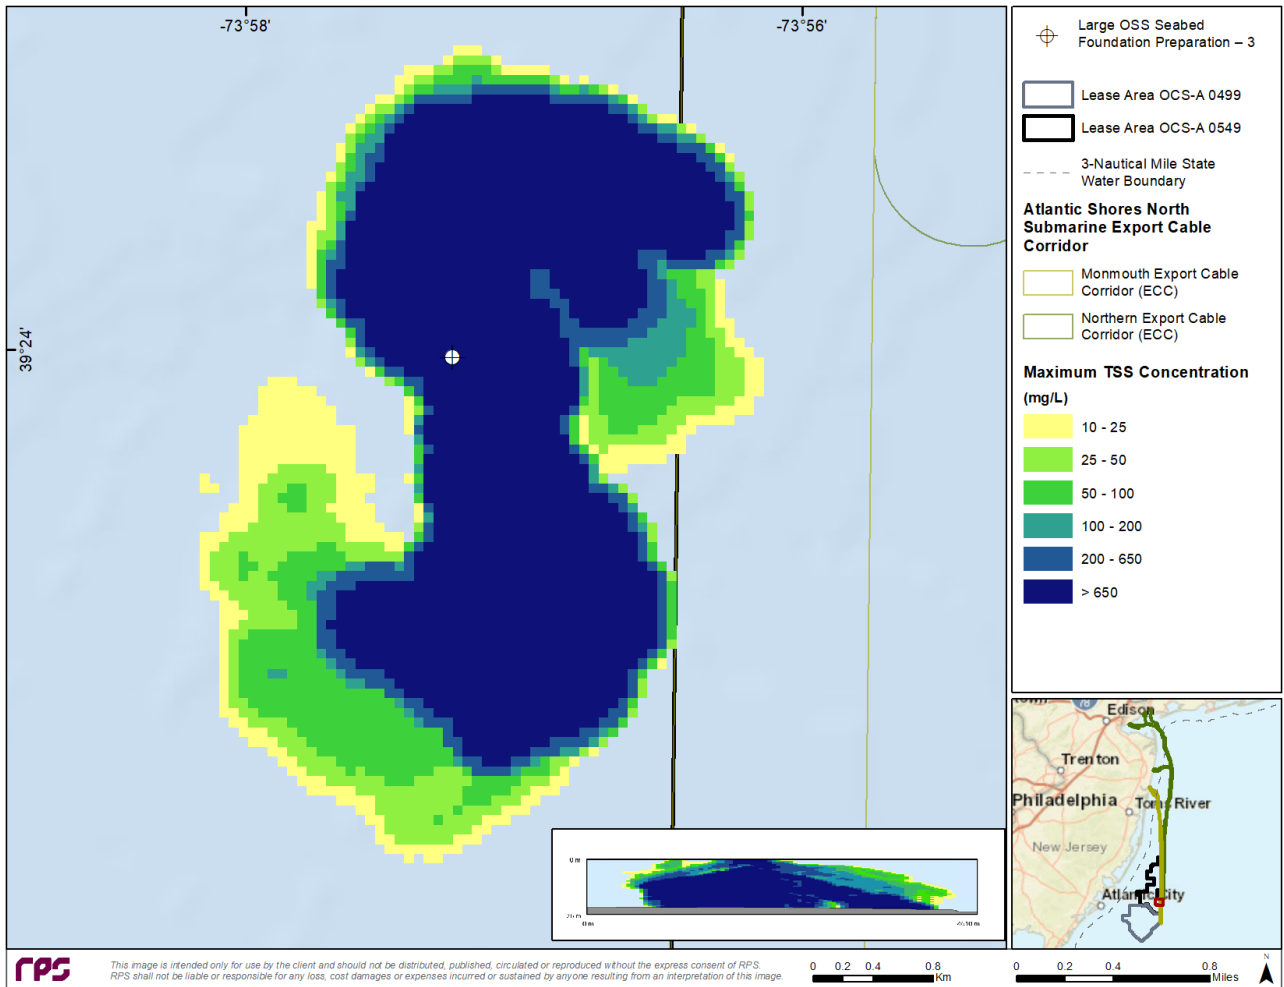 -73°58'
-73°56'
39°24'
Large OSS Seabed
Foundation Preparation – 3
Lease Area OCS-A 0499
Lease Area OCS-A 0549
3-Nautical Mile State
Water Boundary
Atlantic Shores North
Submarine Export Cable
Corridor
Monmouth Export Cable
Corridor (ECC)
Northern Export Cable
Corridor (ECC)
Maximum TSS Concentration
(mg/L)
10 - 25
25 - 50
50 - 100
100 - 200
200 - 650
> 650
0 m
0 m
78
Edison
Trenton
Philadelphia
Toms River
New Jersey
Atlantic City
rps
This image is intended only for use by the client and should not be distributed, published, circulated or reproduced without the express consent of RPS.
RPS shall not be liable or responsible for any loss, cost damages or expenses incurred or sustained by anyone resulting from an interpretation of this image.
0 0.2 0.4 0.8
Km
0 0.2 0.4 0.8
Miles
N